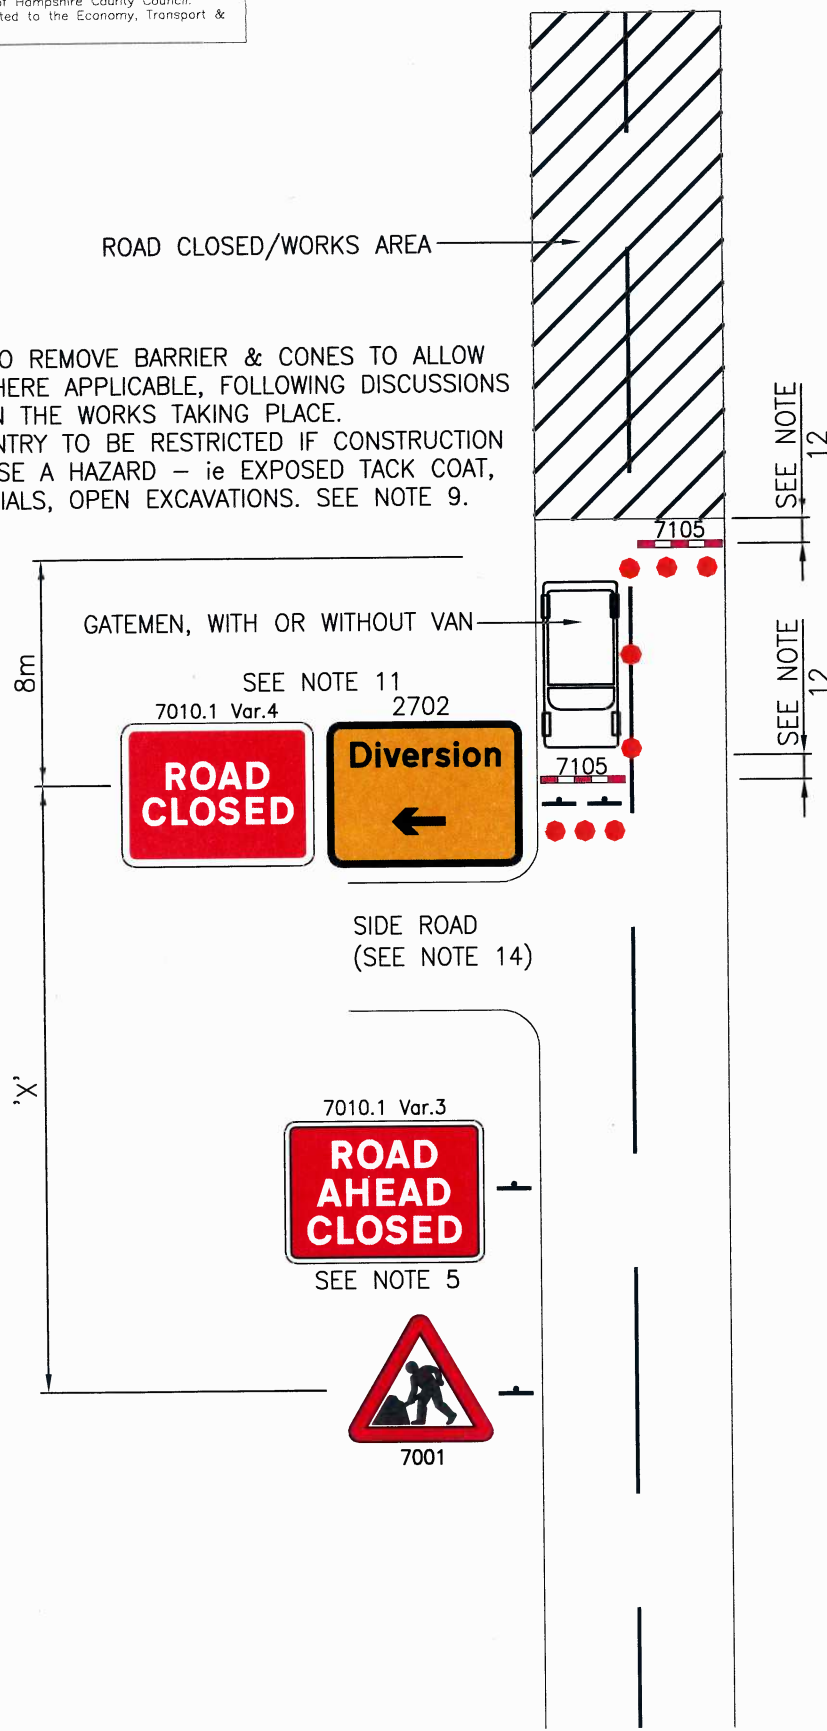 of Hampshire County Council.
ted to the Economy, Transport &
ROAD CLOSED/WORKS AREA
O REMOVE BARRIER & CONES TO ALLOW
HERE APPLICABLE, FOLLOWING DISCUSSIONS
N THE WORKS TAKING PLACE.
NTRY TO BE RESTRICTED IF CONSTRUCTION
SE A HAZARD – ie EXPOSED TACK COAT,
IALS, OPEN EXCAVATIONS. SEE NOTE 9.
SEE NOTE
12
7105
GATEMEN, WITH OR WITHOUT VAN
8m
SEE NOTE 11
SEE NOTE
12
7010.1 Var.4
2702
ROAD
CLOSED
Diversion
7105
SIDE ROAD
(SEE NOTE 14)
'X'
7010.1 Var.3
ROAD
AHEAD
CLOSED
SEE NOTE 5
7001